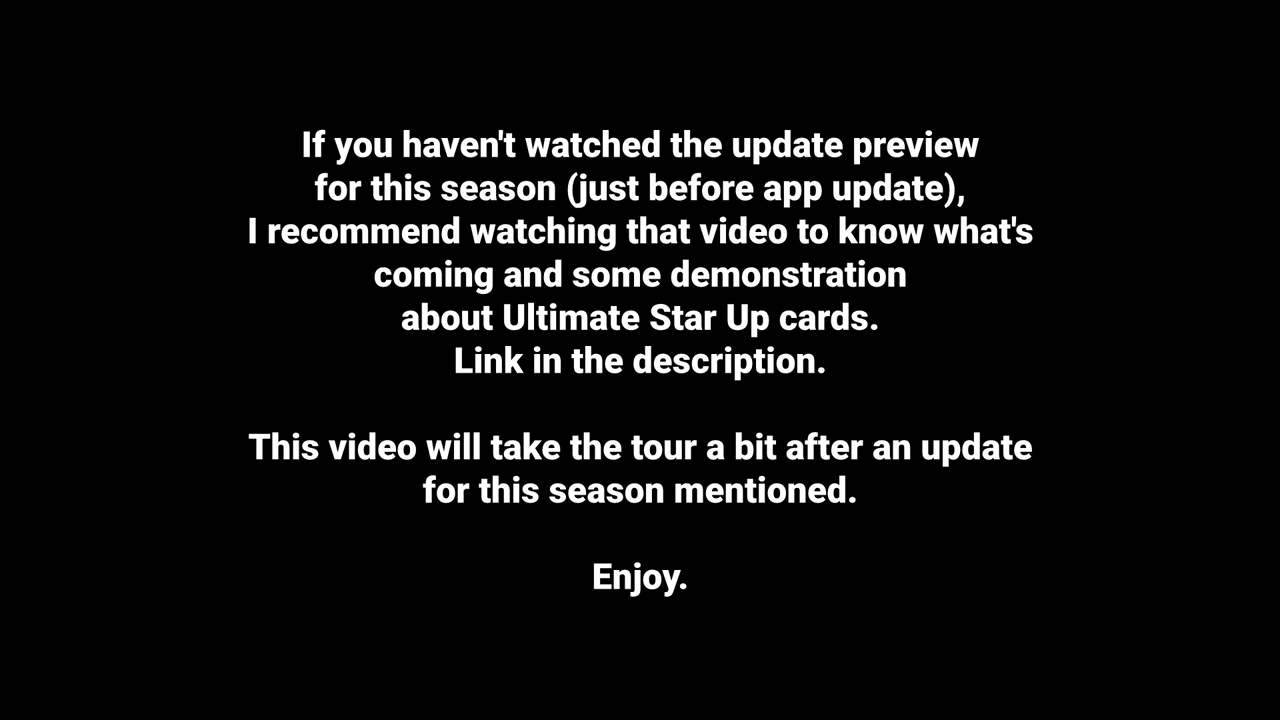 If you haven't watched the update preview
for this season (just before app update),
I recommend watching that video to know what's
coming and some demonstration
about Ultimate Star Up cards.
Link in the description.
This video will take the tour a bit after an update
for this season mentioned.
Enjoy.